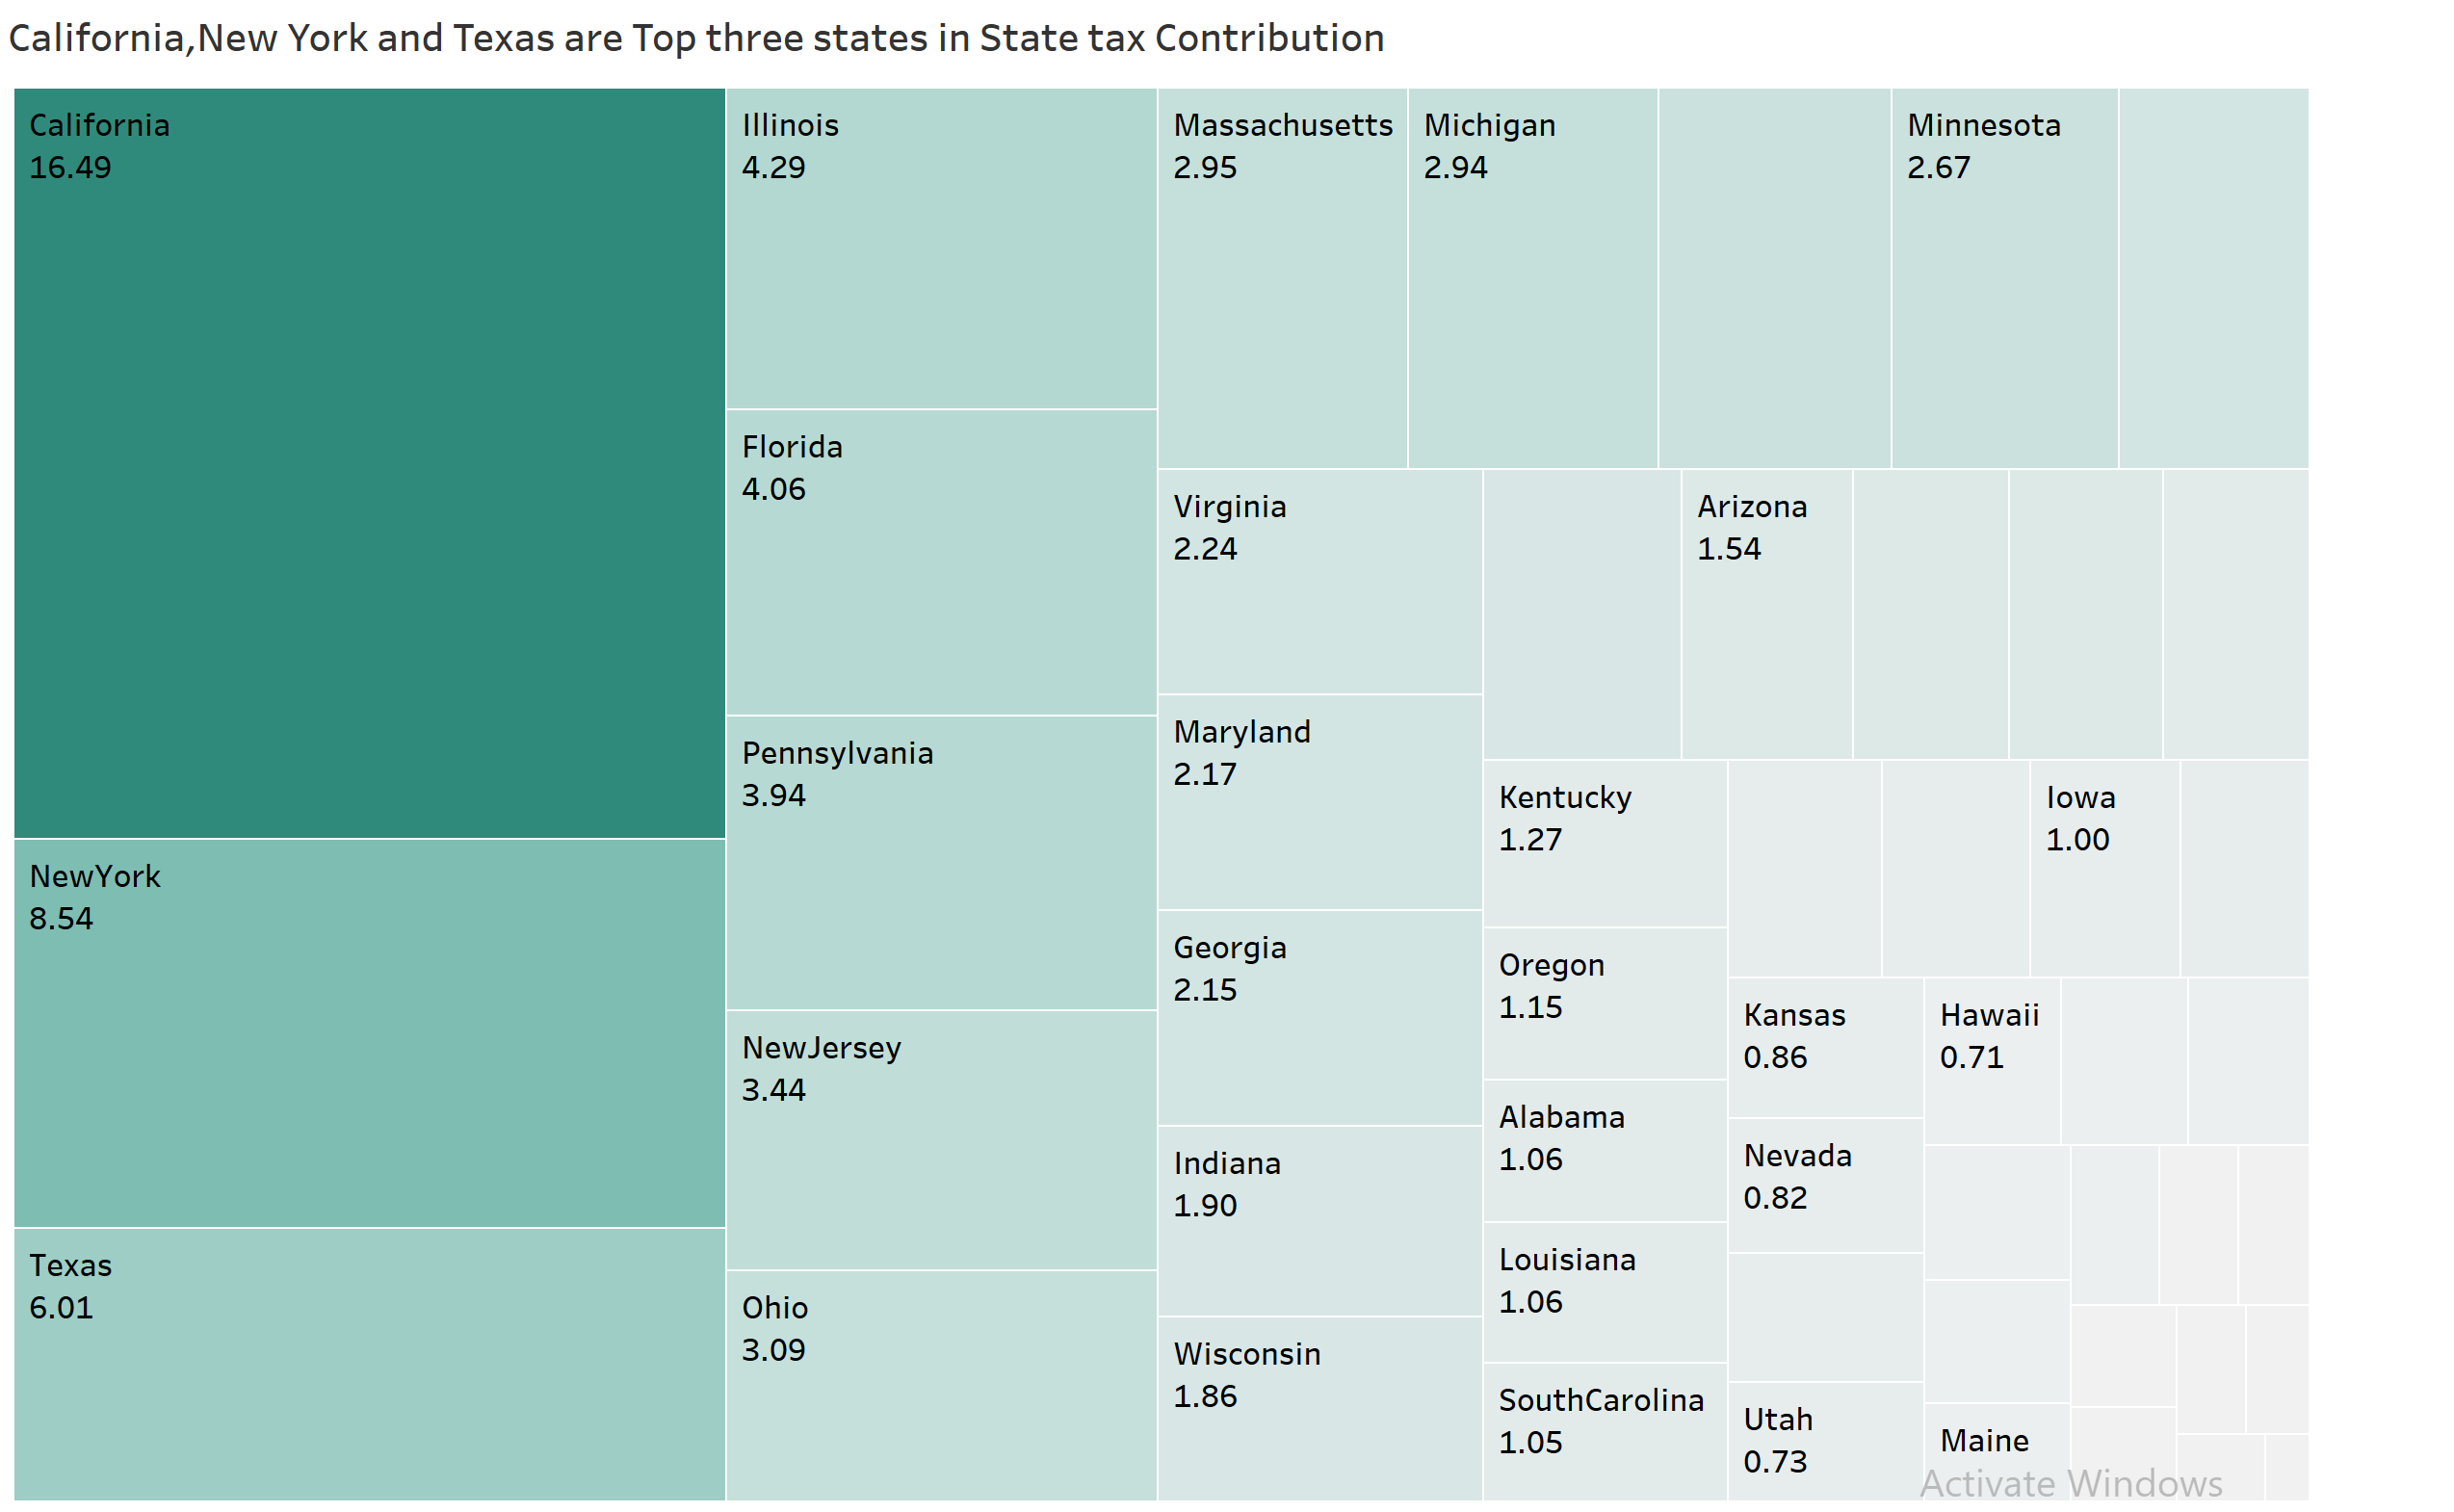 California,New York and Texas are Top three states in State tax Contribution
California
16.49
NewYork
8.54
Texas
6.01
Illinois
4.29
Florida
4.06
Pennsylvania
3.94
NewJersey
3.44
Ohio
3.09
Massachusetts
2.95
Michigan
2.94
Minnesota
2.67
Virginia
2.24
Maryland
2.17
Georgia
2.15
Indiana
1.90
Wisconsin
1.86
Arizona
1.54
Kentucky
1.27
Oregon
1.15
Alabama
1.06
Louisiana
1.06
SouthCarolina
1.05
Iowa
1.00
Kansas
0.86
Nevada
0.82
Utah
0.73
Hawaii
0.71
Maine
Activate Windows